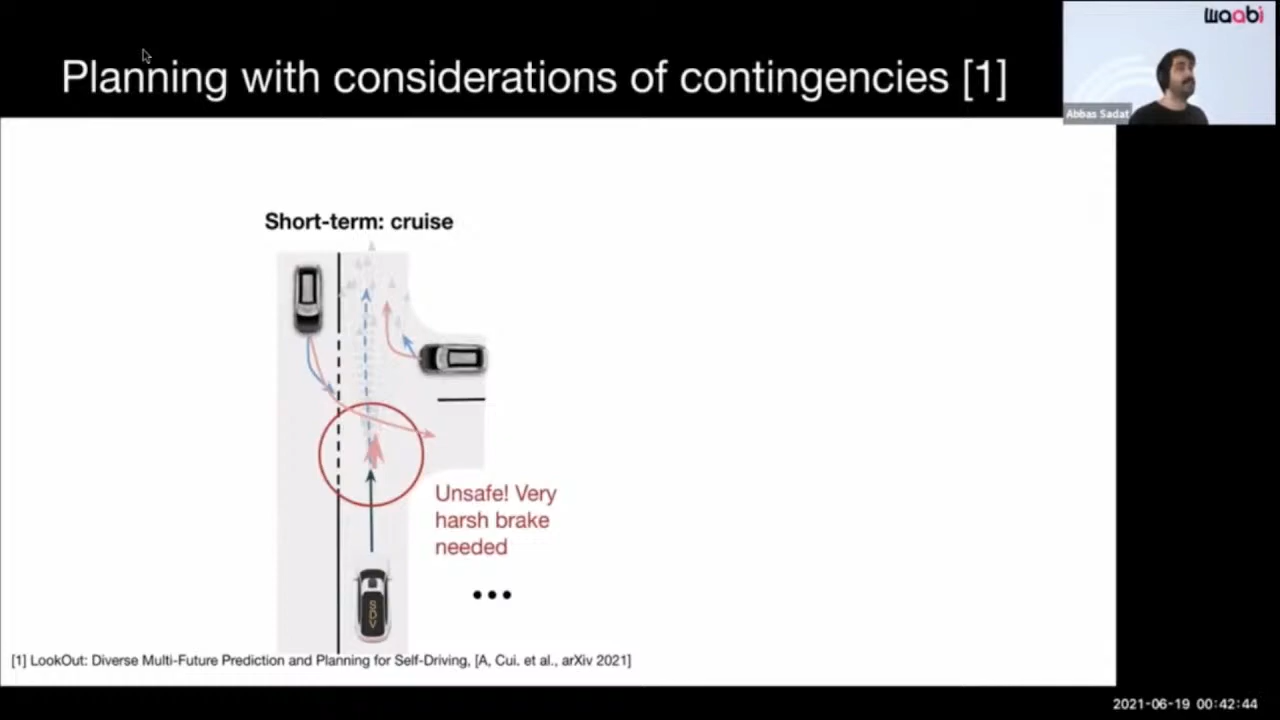 waabi
Planning with considerations of contingencies [1]
Abbas Sadat
Short-term: cruise
Unsafe! Very
harsh brake
needed
SDV
[1] LookOut: Diverse Multi-Future Prediction and Planning for Self-Driving, [A, Cui. et al., arXiv 2021]
2021-06-19 00:42:44